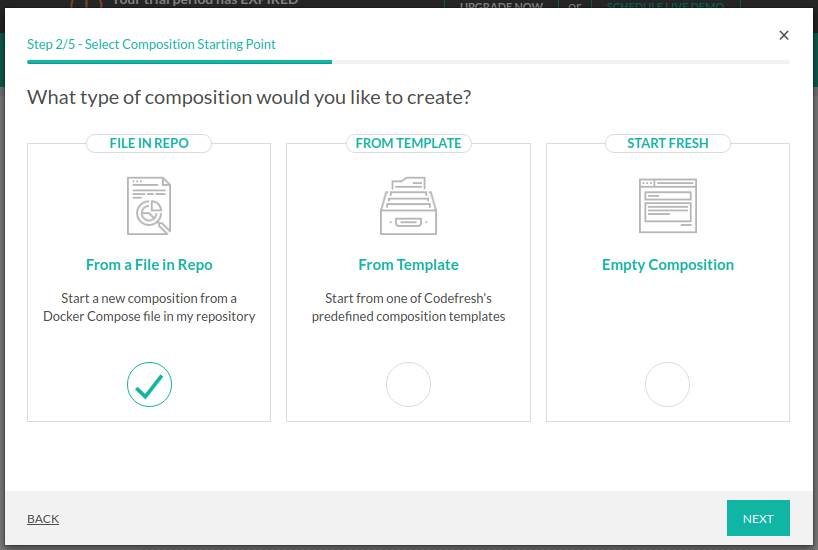 Your trial period has EXPIRED
UPGRADE NOW
or
SCHEDULE LIVE DEMO
Step 2/5 - Select Composition Starting Point
×
What type of composition would you like to create?
FILE IN REPO
From a File in Repo
Start a new composition from a
Docker Compose file in my repository
FROM TEMPLATE
From Template
Start from one of Codefresh's
predefined composition templates
START FRESH
Empty Composition
BACK
NEXT